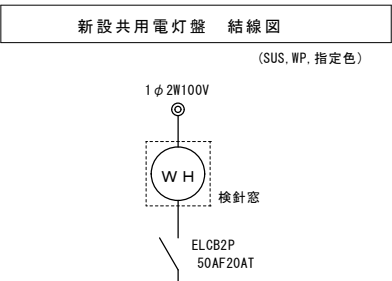 新設共用電灯盤 結線図
(SUS,WP,指定色)
1φ2W100V
WH
検針窓
ELCB2P
50AF20AT